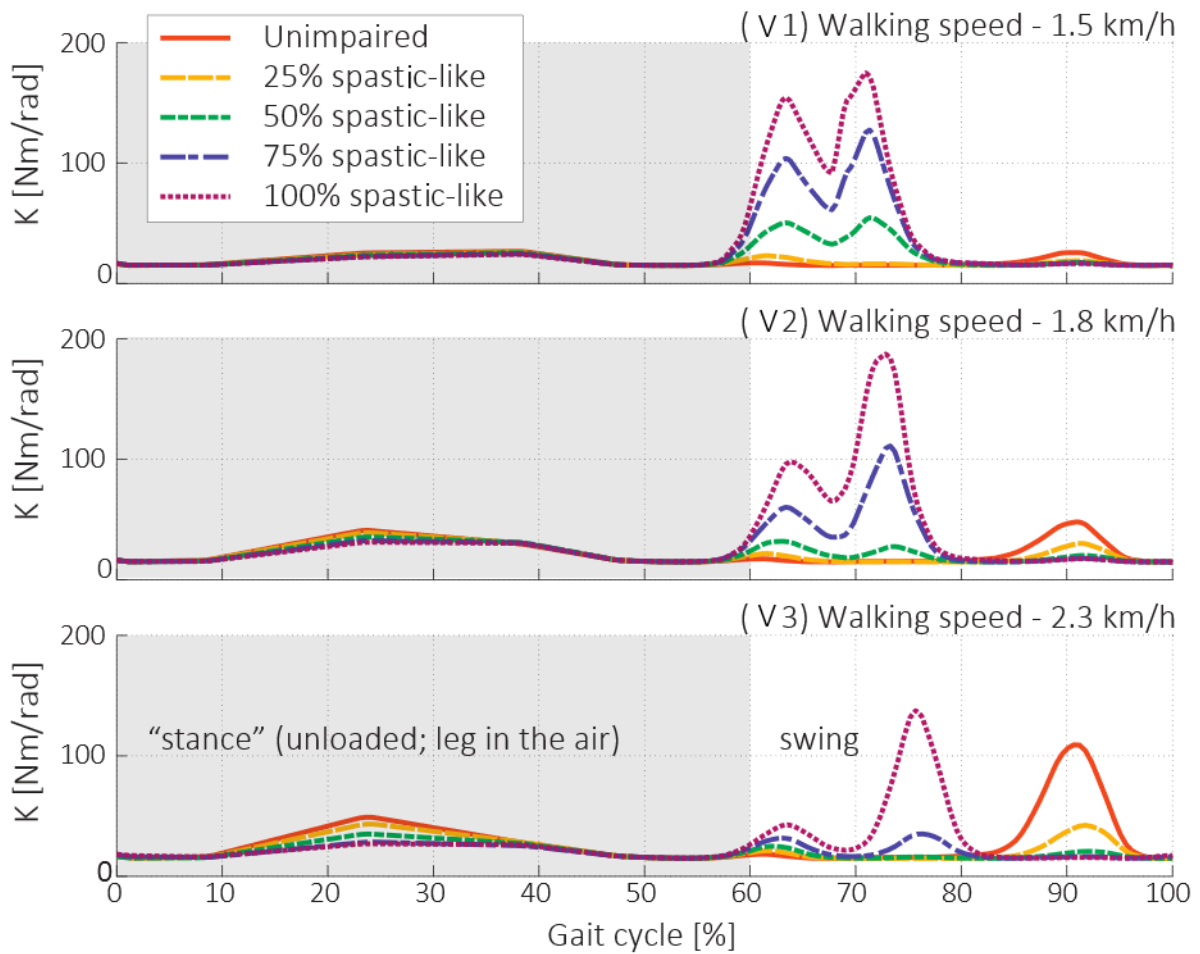 (V1) Walking speed - 1.5 km/h
200
100
0
K [Nm/rad]
Unimpaired
25% spastic-like
50% spastic-like
75% spastic-like
100% spastic-like
(V2) Walking speed - 1.8 km/h
200
100
0
K [Nm/rad]
(V3) Walking speed - 2.3 km/h
200
100
0
K [Nm/rad]
“stance” (unloaded; leg in the air)
swing
0 10 20 30 40 50 60 70 80 90 100
Gait cycle [%]